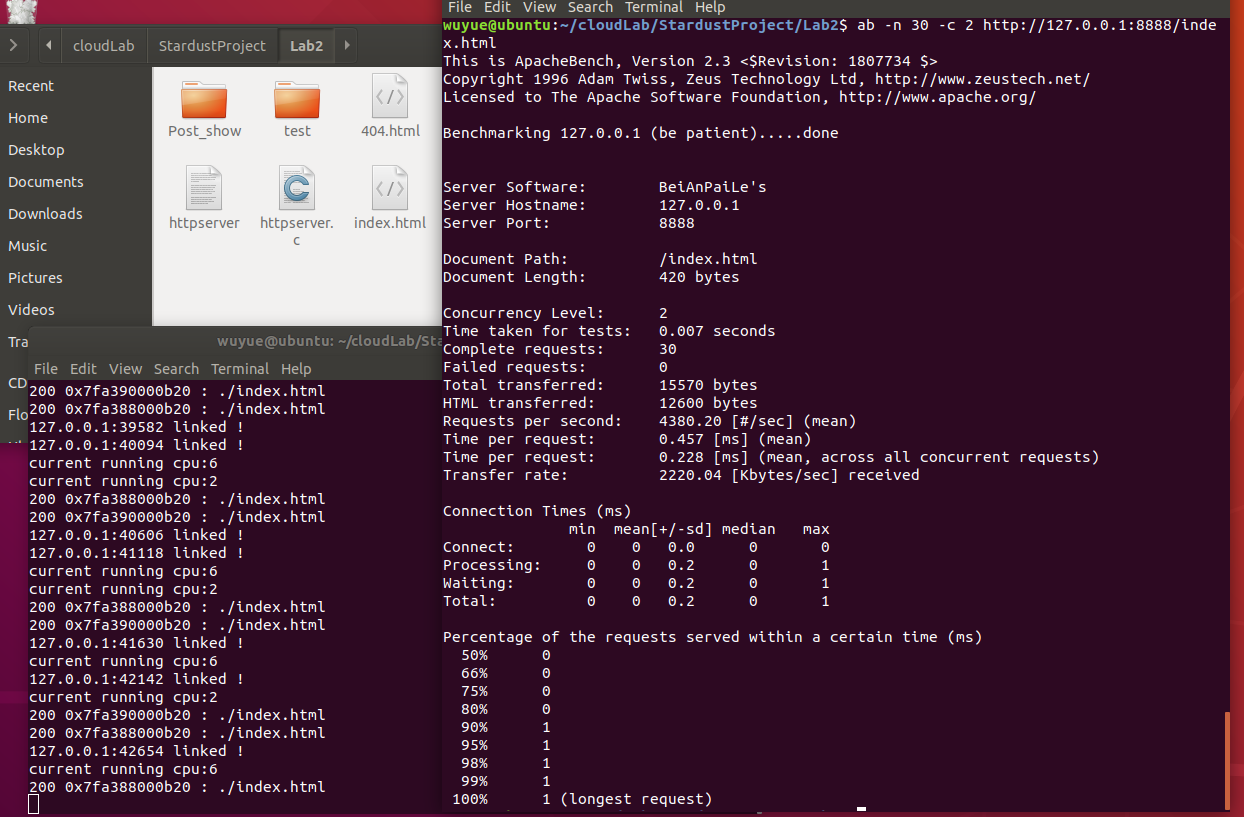 cloudLab StardustProject Lab2
Recent
Home
Desktop
Documents
Downloads
Music
Pictures
Videos
Tra
CD
Flo
Post_show test 404.html
httpserver httpserver.c index.html
wuyue@ubuntu: ~/cloudLab/Sta
File Edit View Search Terminal Help
200 0x7fa390000b20 : ./index.html
200 0x7fa388000b20 : ./index.html
127.0.0.1:39582 linked !
127.0.0.1:40094 linked !
current running cpu:6
current running cpu:2
200 0x7fa388000b20 : ./index.html
200 0x7fa390000b20 : ./index.html
127.0.0.1:40606 linked !
127.0.0.1:41118 linked !
current running cpu:6
current running cpu:2
200 0x7fa388000b20 : ./index.html
200 0x7fa390000b20 : ./index.html
127.0.0.1:41630 linked !
current running cpu:6
127.0.0.1:42142 linked !
current running cpu:2
200 0x7fa390000b20 : ./index.html
200 0x7fa388000b20 : ./index.html
127.0.0.1:42654 linked !
current running cpu:6
200 0x7fa388000b20 : ./index.html
File Edit View Search Terminal Help
wuyue@ubuntu:~/cloudLab/StardustProject/Lab2$ ab -n 30 -c 2 http://127.0.0.1:8888/inde
x.html
This is ApacheBench, Version 2.3 <$Revision: 1807734 $>
Copyright 1996 Adam Twiss, Zeus Technology Ltd, http://www.zeustech.net/
Licensed to The Apache Software Foundation, http://www.apache.org/
Benchmarking 127.0.0.1 (be patient).....done
Server Software: BeiAnPaiLe's
Server Hostname: 127.0.0.1
Server Port: 8888
Document Path: /index.html
Document Length: 420 bytes
Concurrency Level: 2
Time taken for tests: 0.007 seconds
Complete requests: 30
Failed requests: 0
Total transferred: 15570 bytes
HTML transferred: 12600 bytes
Requests per second: 4380.20 [#/sec] (mean)
Time per request: 0.457 [ms] (mean)
Time per request: 0.228 [ms] (mean, across all concurrent requests)
Transfer rate: 2220.04 [Kbytes/sec] received
Connection Times (ms)
min mean[+/-sd] median max
Connect: 0 0 0.0 0 0
Processing: 0 0 0.2 0 1
Waiting: 0 0 0.2 0 1
Total: 0 0 0.2 0 1
Percentage of the requests served within a certain time (ms)
50% 0
66% 0
75% 0
80% 0
90% 1
95% 1
98% 1
99% 1
100% 1 (longest request)